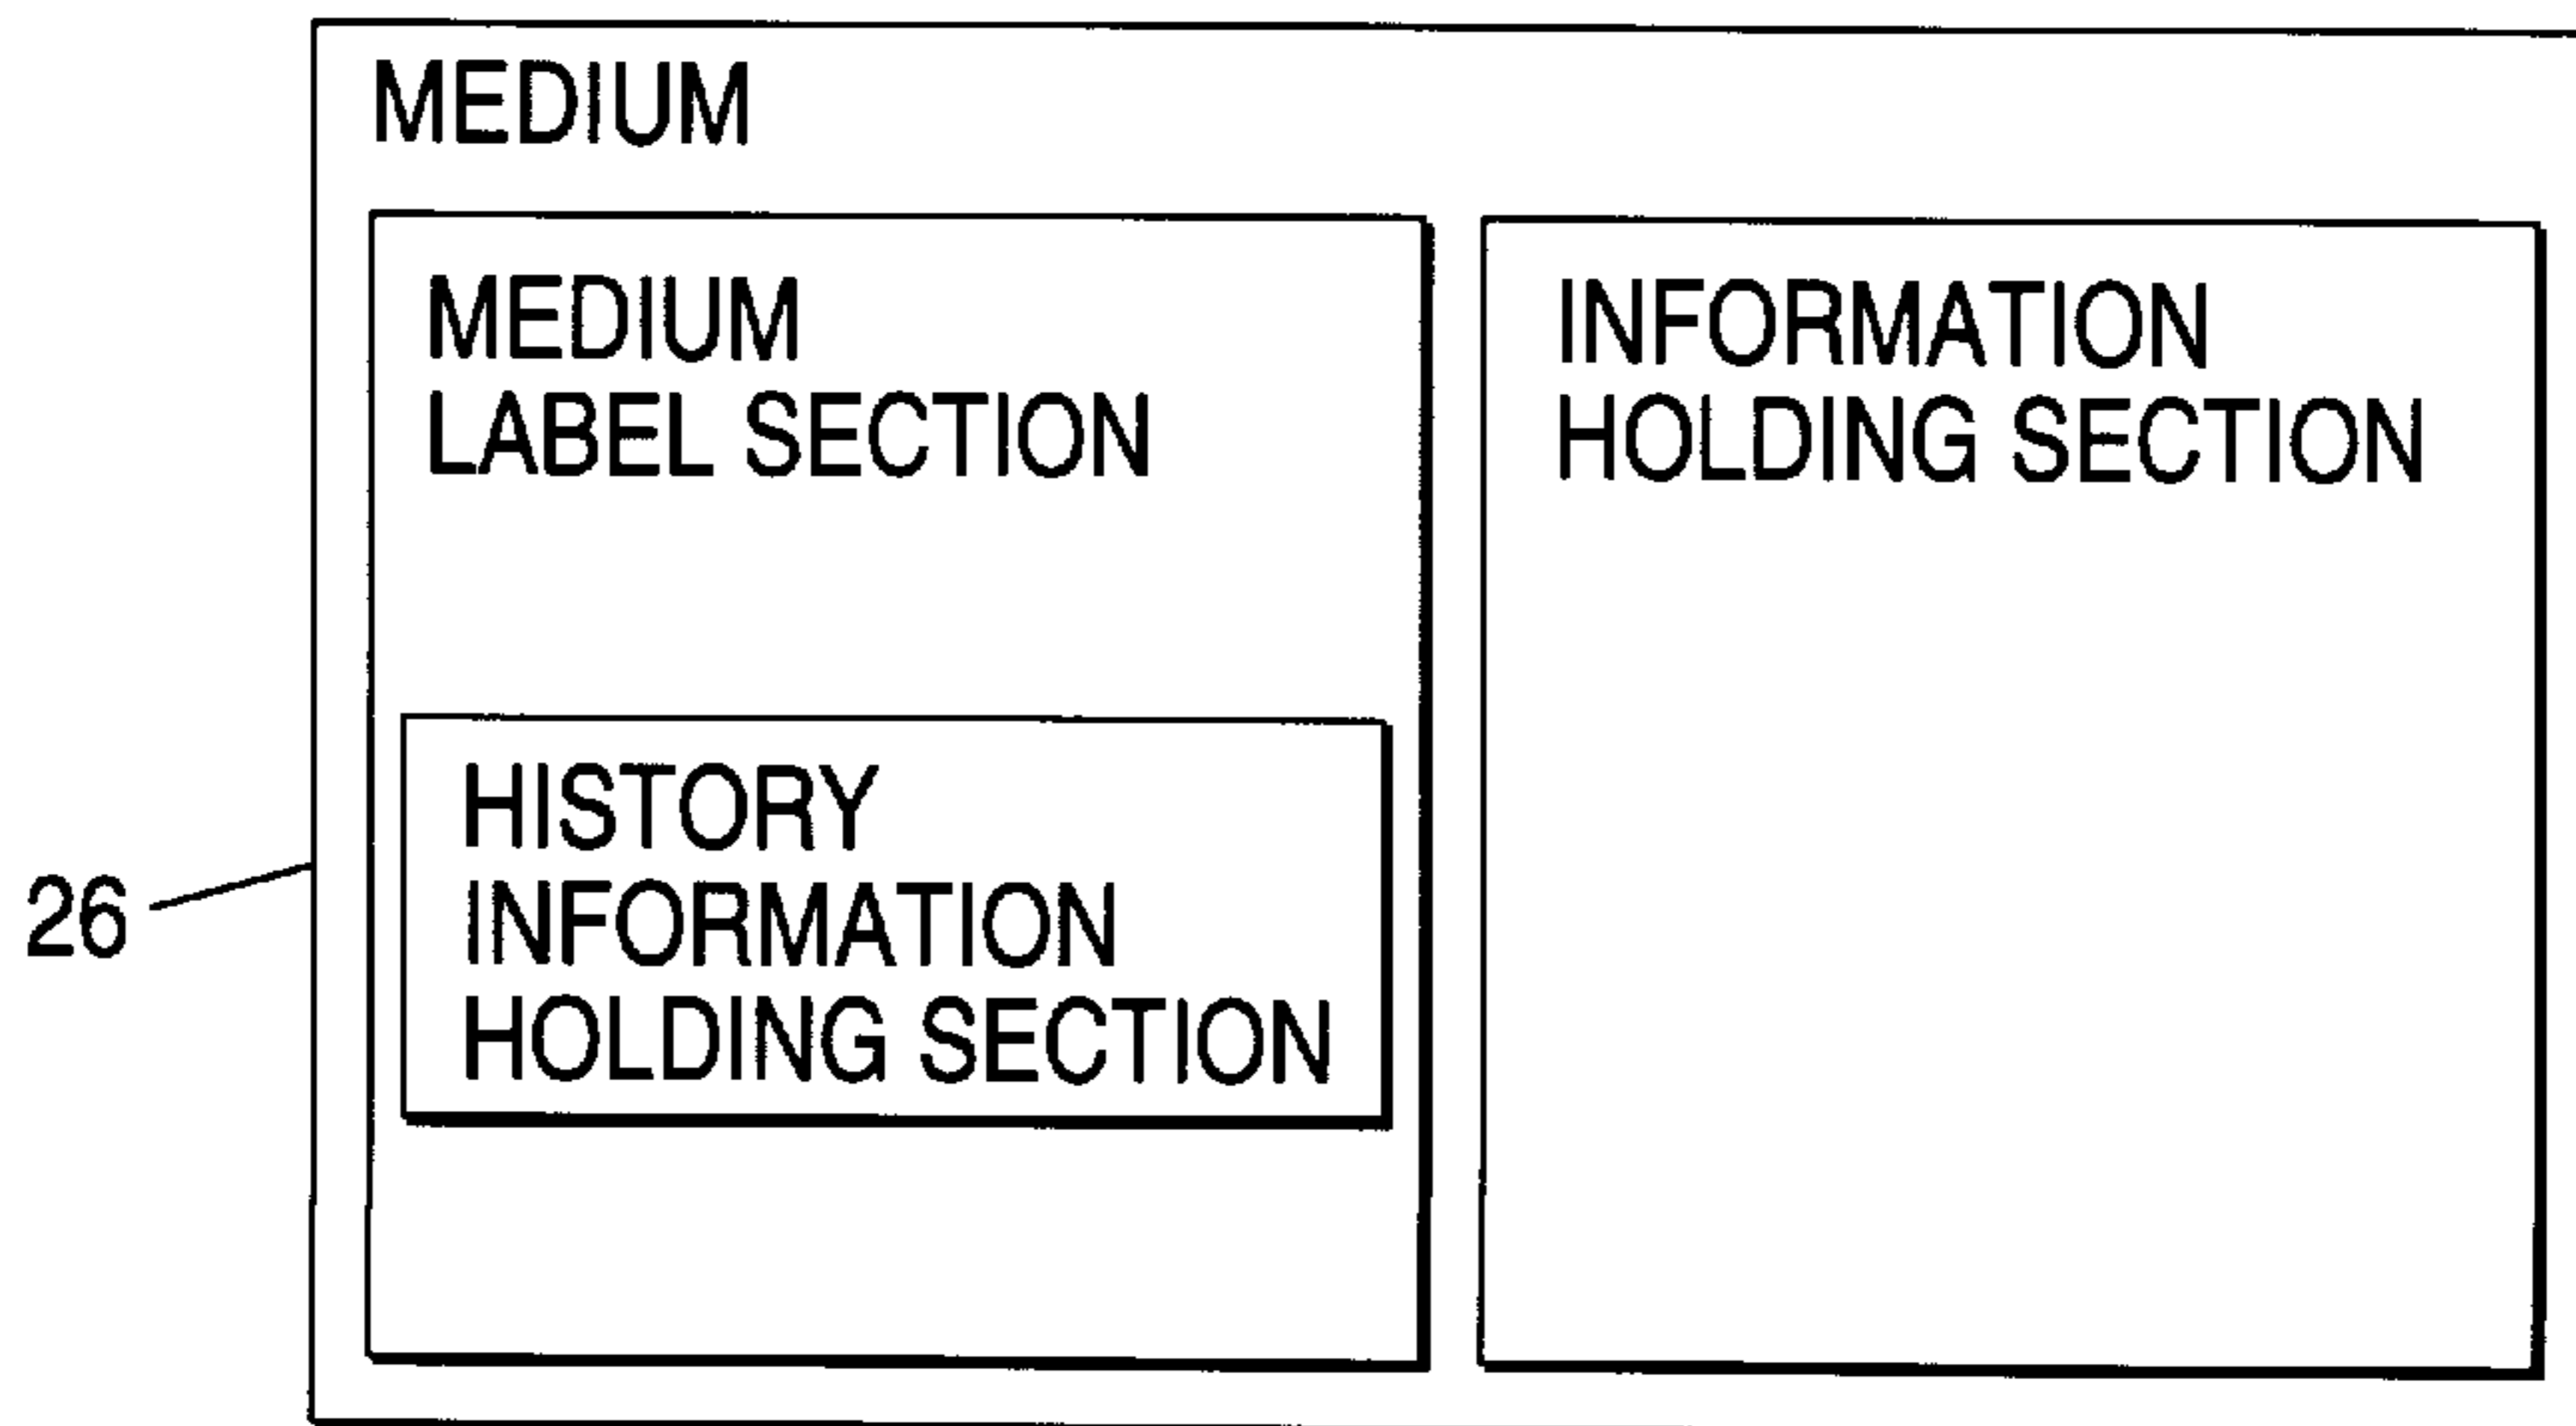 MEDIUM
MEDIUM
LABEL SECTION
HISTORY
INFORMATION
HOLDING SECTION
INFORMATION
HOLDING SECTION
26